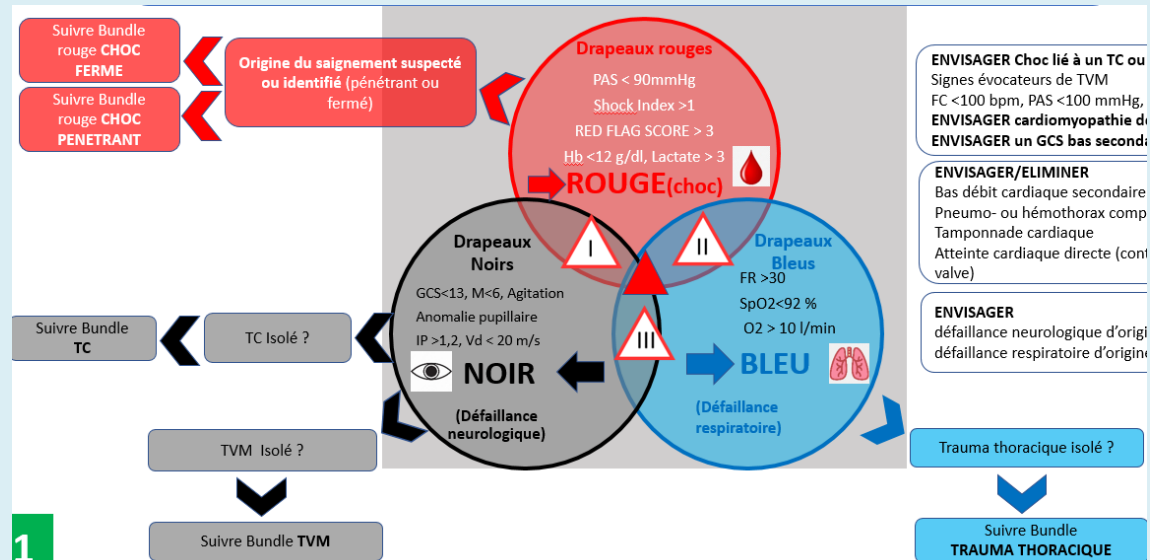 Suivre Bundle
rouge CHOC
FERME
Suivre Bundle
rouge CHOC
PENETRANT
Origine du saignement suspecté
ou identifié (pénétrant ou
fermé)
Drapeaux rouges
PAS < 90mmHg
Shock Index >1
RED FLAG SCORE > 3
Hb <12 g/dl, Lactate > 3
ROUGE(choc)
I
II
III
Drapeaux
Noirs
GCS<13, M<6, Agitation
Anomalie pupillaire
IP >1,2, Vd < 20 m/s
NOIR
(Défaillance
neurologique)
Drapeaux
Bleus
FR >30
SpO2<92 %
O2 > 10 l/min
BLEU
(Défaillance
respiratoire)
ENVISAGER Choc lié à un TC ou
Signes évocateurs de TVM
FC <100 bpm, PAS <100 mmHg,
ENVISAGER cardiomyopathie
ENVISAGER un GCS bas
ENVISAGER/ELIMINER
Bas débit cardiaque secondaire
Pneumo- ou hémothorax
Tamponnade cardiaque
Atteinte cardiaque directe
valve)
ENVISAGER
défaillance neurologique
défaillance respiratoire
TC Isolé ?
Suivre Bundle
TC
TVM Isolé ?
Suivre Bundle TVM
Trauma thoracique isolé ?
Suivre Bundle
TRAUMA THORACIQUE
1